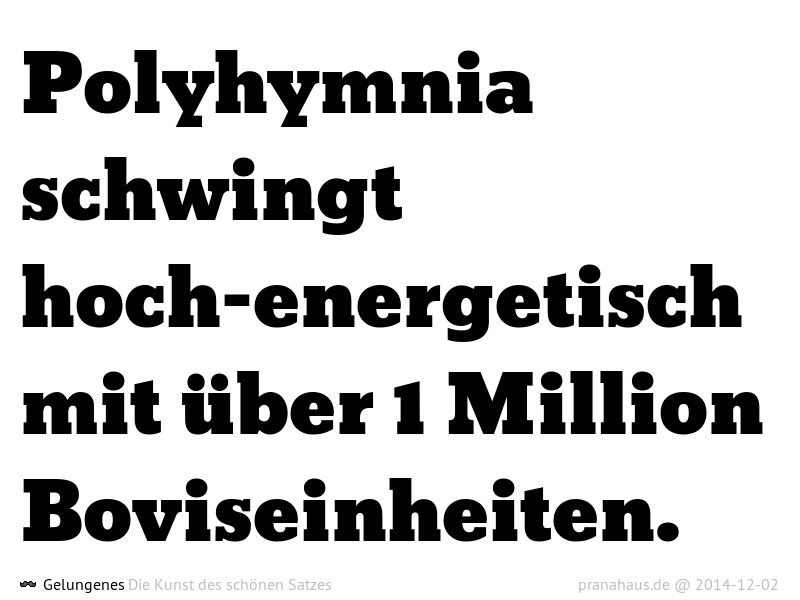 Polyhymnia
schwingt
hoch-energetisch
mit über 1 Million
Boviseinheiten.
Gelungenes Die Kunst des schönen Satzes
pranahaus.de @ 2014-12-02